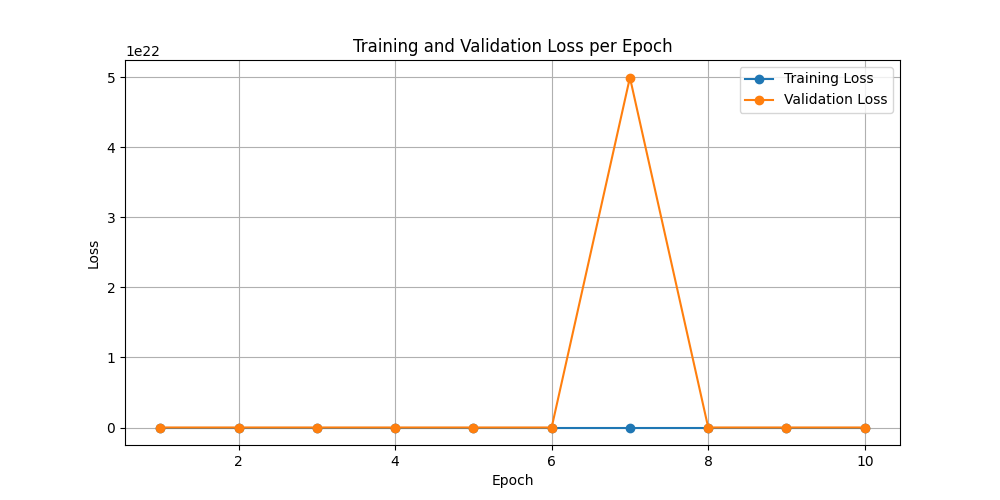 Training and Validation Loss per Epoch
1e22
Training Loss
Validation Loss
5
4
3
2
1
0
Loss
2 4 6 8 10
Epoch